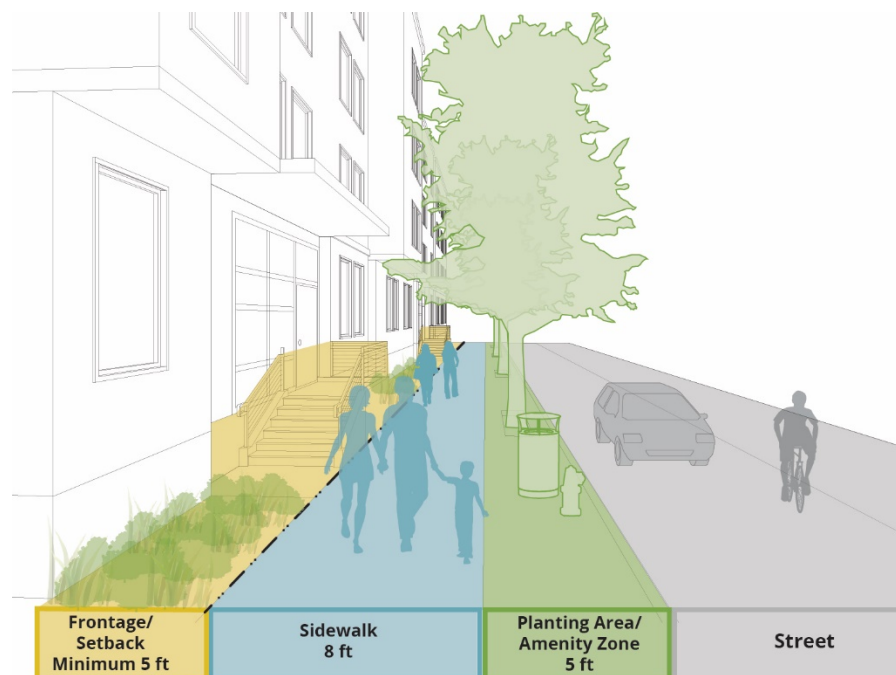 Frontage/
Setback
Minimum 5 ft
Sidewalk
8 ft
Planting Area/
Amenity Zone
5 ft
Street